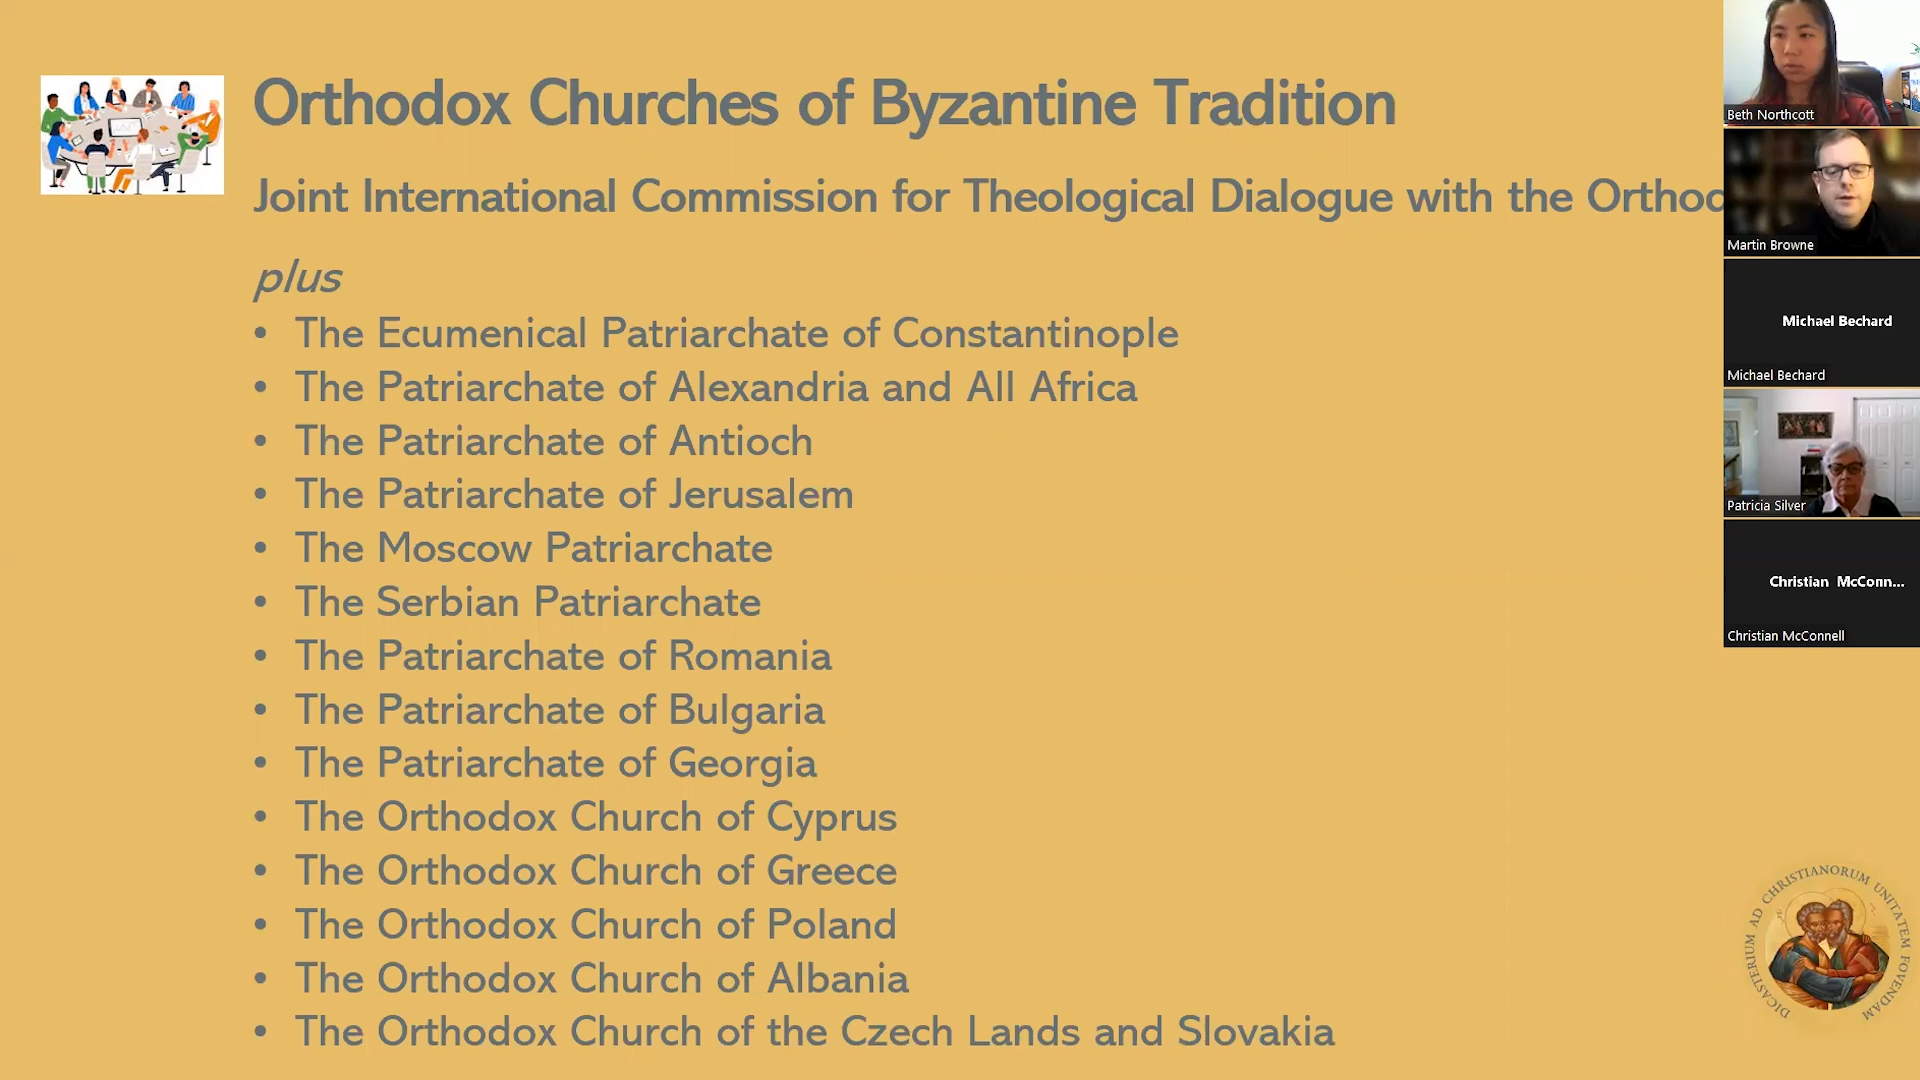 Orthodox Churches of Byzantine Tradition
Joint International Commission for Theological Dialogue with the Orthod
plus
• The Ecumenical Patriarchate of Constantinople
• The Patriarchate of Alexandria and All Africa
• The Patriarchate of Antioch
• The Patriarchate of Jerusalem
• The Moscow Patriarchate
• The Serbian Patriarchate
• The Patriarchate of Romania
• The Patriarchate of Bulgaria
• The Patriarchate of Georgia
• The Orthodox Church of Cyprus
• The Orthodox Church of Greece
• The Orthodox Church of Poland
• The Orthodox Church of Albania
• The Orthodox Church of the Czech Lands and Slovakia
Beth Northcott
Martin Browne
Michael Bechard
Michael Bechard
Patricia Silver
Christian McConn...
Christian McConnell
DICASTERIUM AD CHRISTIANORUM UNITATEM FOVENDAM